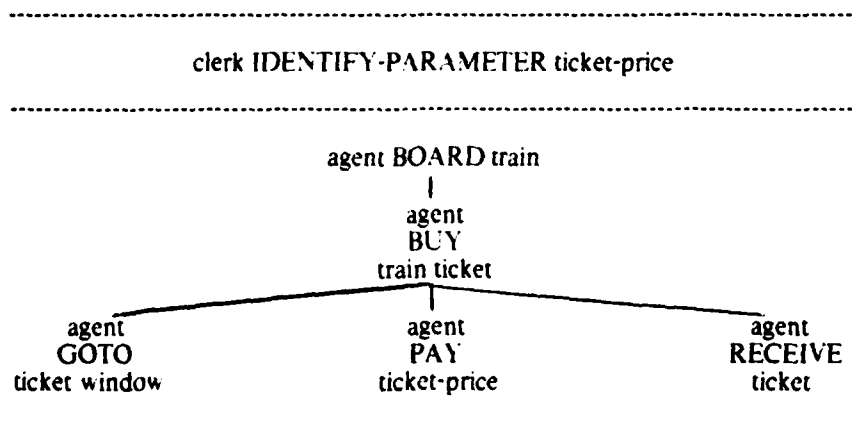 clerk IDENTIFY-PARAMETER ticket-price
agent BOARD train
agent
BUY
train ticket
agent agent agent
GOTO PAY RECEIVE
ticket window ticket-price ticket